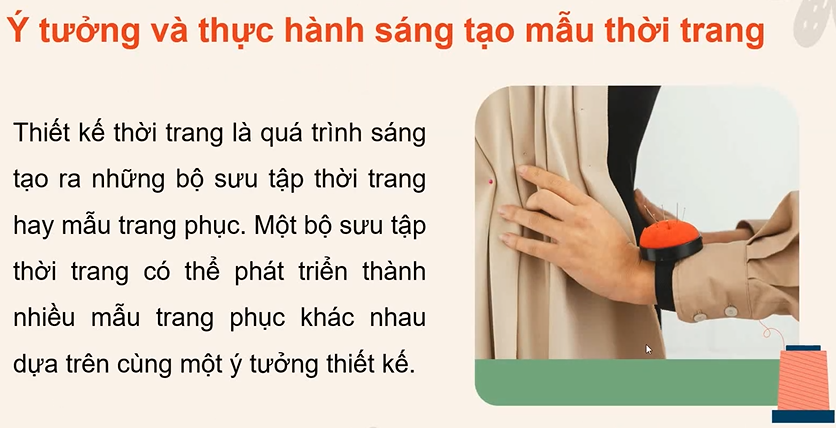 Ý tưởng và thực hành sáng tạo mẫu thời trang
Thiết kế thời trang là quá trình sáng
tạo ra những bộ sưu tập thời trang
hay mẫu trang phục. Một bộ sưu tập
thời trang có thể phát triển thành
nhiều mẫu trang phục khác nhau
dựa trên cùng một ý tưởng thiết kế.